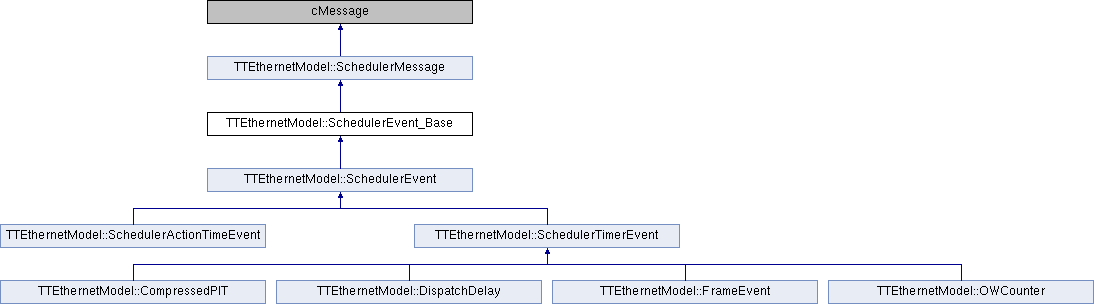 cMessage
TTEthernetModel::SchedulerMessage
TTEthernetModel::SchedulerEvent_Base
TTEthernetModel::SchedulerEvent
TTEthernetModel::SchedulerActionTimeEvent
TTEthernetModel::SchedulerTimerEvent
TTEthernetModel::CompressedPIT
TTEthernetModel::DispatchDelay
TTEthernetModel::FrameEvent
TTEthernetModel::OWCounter